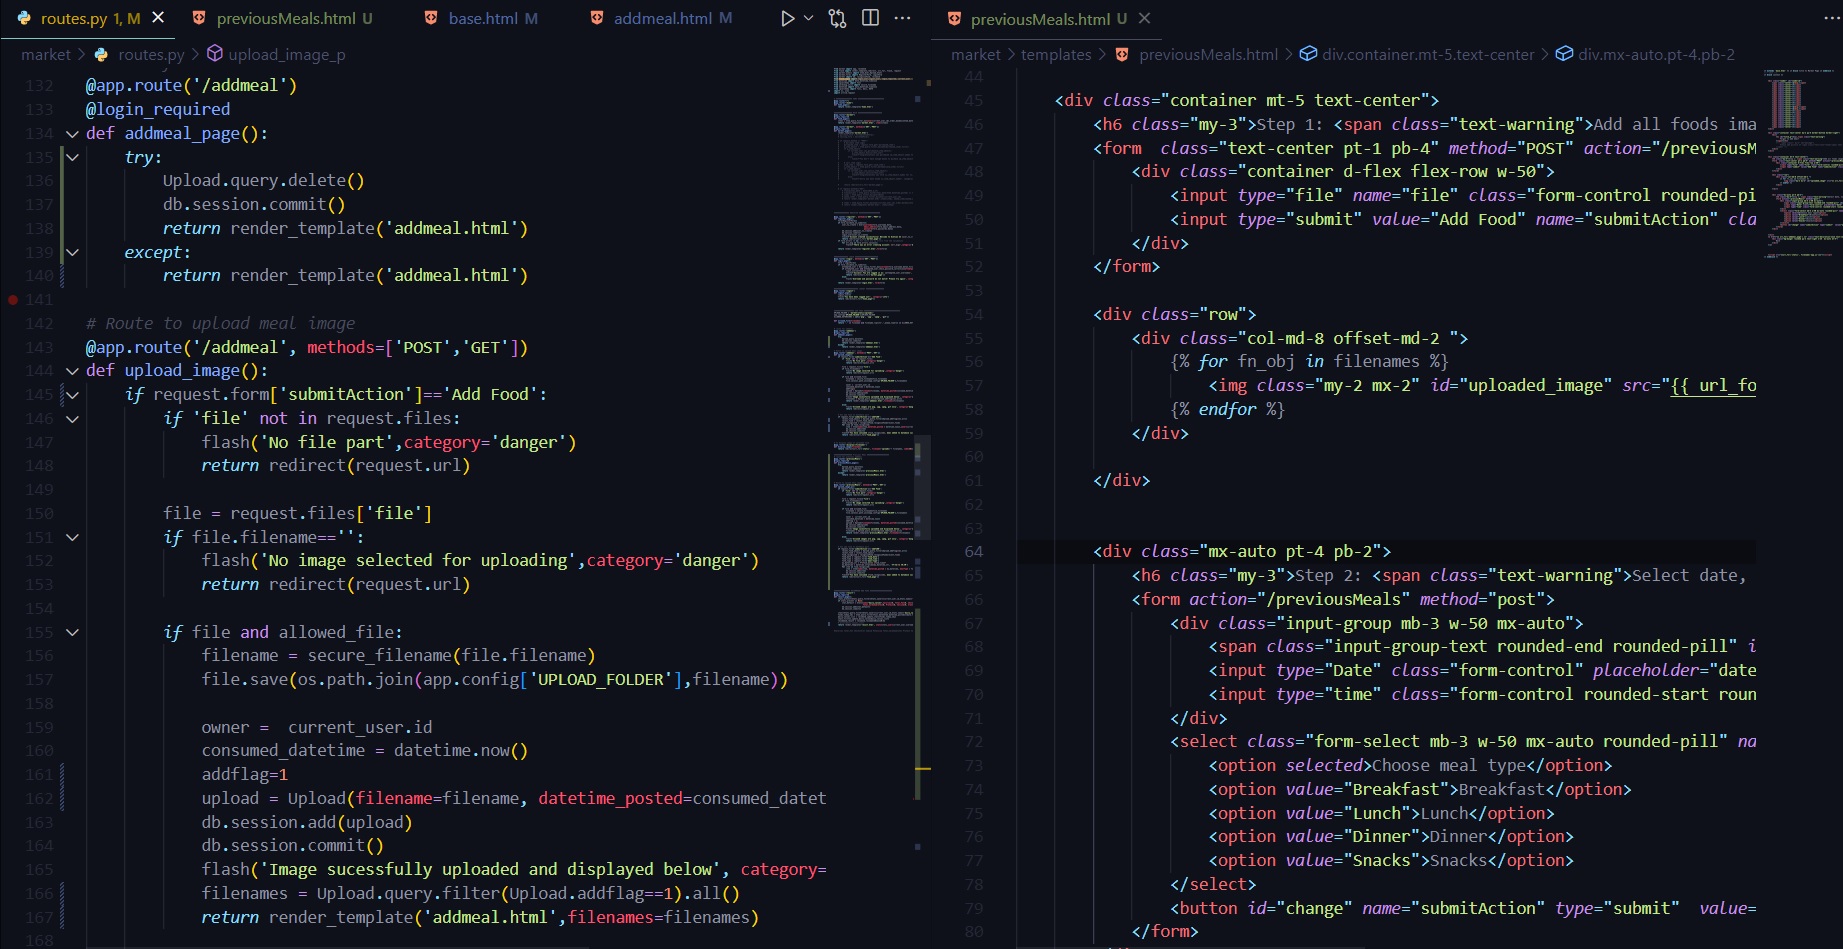 routes.py 1, M
previousMeals.html U
base.html M
addmeal.html M
market > routes.py > upload_image_p
132 @app.route('/addmeal')
133 @login_required
134 def addmeal_page():
135 try:
136 Upload.query.delete()
137 db.session.commit()
138 return render_template('addmeal.html')
139 except:
140 return render_template('addmeal.html')
141
142 # Route to upload meal image
143 @app.route('/addmeal', methods=['POST','GET'])
144 def upload_image():
145 if request.form['submitAction']=='Add Food':
146 if 'file' not in request.files:
147 flash('No file part',category='danger')
148 return redirect(request.url)
149
150 file = request.files['file']
151 if file.filename=='':
152 flash('No image selected for uploading',category='danger')
153 return redirect(request.url)
154
155 if file and allowed_file:
156 filename = secure_filename(file.filename)
157 file.save(os.path.join(app.config['UPLOAD_FOLDER'],filename))
158
159 owner =  current_user.id
160 consumed_datetime = datetime.now()
161 addflag=1
162 upload = Upload(filename=filename, datetime_posted=consumed_datet
163 db.session.add(upload)
164 db.session.commit()
165 flash('Image sucessfully uploaded and displayed below', category=
166 filenames = Upload.query.filter(Upload.addflag==1).all()
167 return render_template('addmeal.html',filenames=filenames)
168
previousMeals.html U
market > templates > previousMeals.html > div.container.mt-5.text-center > div.mx-auto.pt-4.pb-2
44
45 <div class="container mt-5 text-center">
46 <h6 class="my-3">Step 1: <span class="text-warning">Add all foods ima
47 <form  class="text-center pt-1 pb-4" method="POST" action="/previousM
48 <div class="container d-flex flex-row w-50">
49 <input type="file" name="file" class="form-control rounded-pi
50 <input type="submit" value="Add Food" name="submitAction" cla
51 </div>
52 </form>
53
54 <div class="row">
55 <div class="col-md-8 offset-md-2 ">
56 {% for fn_obj in filenames %}
57 <img class="my-2 mx-2" id="uploaded_image" src="{{ url_fo
58 {% endfor %}
59 </div>
60
61 </div>
62
63
64 <div class="mx-auto pt-4 pb-2">
65 <h6 class="my-3">Step 2: <span class="text-warning">Select date,
66 <form action="/previousMeals" method="post">
67 <div class="input-group mb-3 w-50 mx-auto">
68 <span class="input-group-text rounded-end rounded-pill" i
69 <input type="Date" class="form-control" placeholder="date
70 <input type="time" class="form-control rounded-start roun
71 </div>
72 <select class="form-select mb-3 w-50 mx-auto rounded-pill" na
73 <option selected>Choose meal type</option>
74 <option value="Breakfast">Breakfast</option>
75 <option value="Lunch">Lunch</option>
76 <option value="Dinner">Dinner</option>
77 <option value="Snacks">Snacks</option>
78 </select>
79 <button id="change" name="submitAction" type="submit"  value=
80 </form>